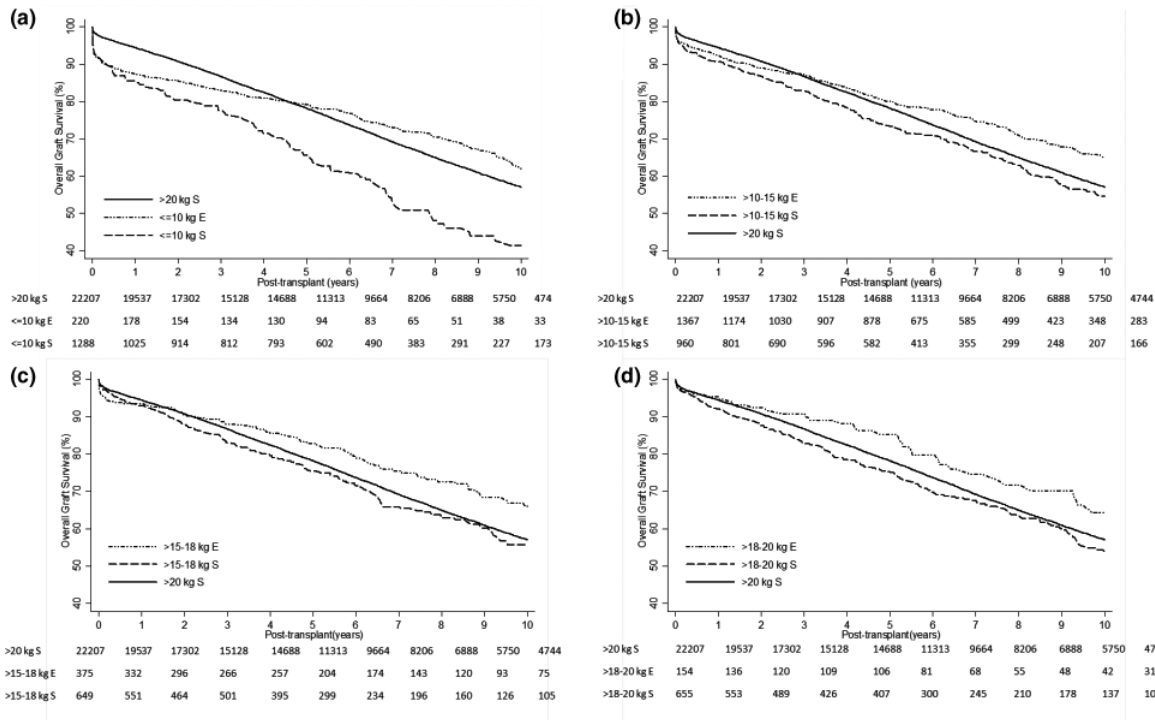 (a)
Overall Graft Survival (%)
100
90
80
70
60
50
40
>20 kg S
<=10 kg E
<=10 kg S
0 1 2 3 4 5 6 7 8 9 10
Post-transplant (years)
>20 kg S 22207 19537 17302 15128 14688 11313 9664 8206 6888 5750 474
<=10 kg E 220 178 154 134 130 94 83 65 51 38 33
<=10 kg S 1288 1025 914 812 793 602 490 383 291 227 173
(b)
Overall Graft Survival (%)
100
90
80
70
60
50
40
>10-15 kg E
>10-15 kg S
>20 kg S
0 1 2 3 4 5 6 7 8 9 10
Post-transplant (years)
>20 kg S 22207 19537 17302 15128 14688 11313 9664 8206 6888 5750 4744
>10-15 kg E 1367 1174 1030 907 878 675 585 499 423 348 283
>10-15 kg S 960 801 690 596 582 413 355 299 248 207 166
(c)
Overall Graft Survival (%)
100
90
80
70
60
50
40
>15-18 kg E
>15-18 kg S
>20 kg S
0 1 2 3 4 5 6 7 8 9 10
Post-transplant(years)
>20 kg S 22207 19537 17302 15128 14688 11313 9664 8206 6888 5750 4744
>15-18 kg E 375 332 296 266 257 204 174 143 120 93 75
>15-18 kg S 649 551 464 501 395 299 234 196 160 126 105
(d)
Overall Graft Survival (%)
100
90
80
70
60
50
40
>18-20 kg E
>18-20 kg S
>20 kg S
0 1 2 3 4 5 6 7 8 9 10
Post-transplant(years)
>20 kg S 22207 19537 17302 15128 14688 11313 9664 8206 6888 5750 47
>18-20 kg E 154 136 120 109 106 81 68 55 48 42 31
>18-20 kg S 655 553 489 426 407 300 245 210 178 137 10